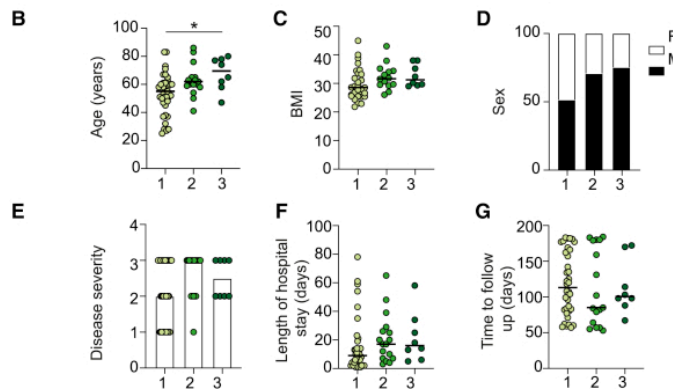 B
*
Age (years)
100
80
60
40
20
0
1 2 3
C
BMI
50
40
30
20
10
0
1 2 3
D
Sex
100
50
0
1 2 3
F
M
E
Disease severity
4
3
2
1
0
1 2 3
F
Length of hospital
stay (days)
100
80
60
40
20
0
1 2 3
G
Time to follow
up (days)
200
150
100
50
0
1 2 3